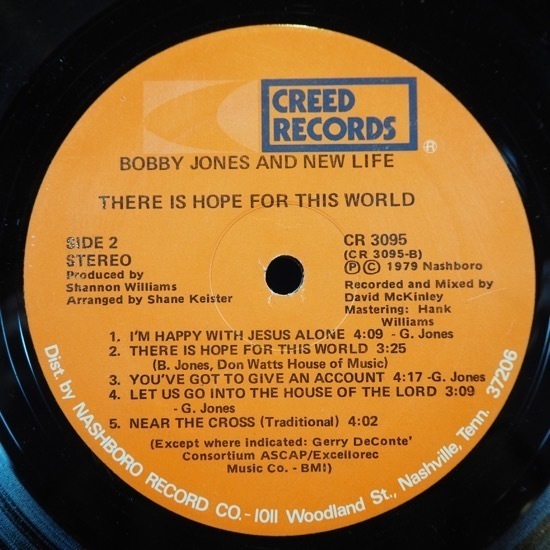 CREED
RECORDS
®
BOBBY JONES AND NEW LIFE
THERE IS HOPE FOR THIS WORLD
SIDE 2
STEREO
Produced by
Shannon Williams
Arranged by Shane Keister
CR 3095
(CR 3095-B)
Ⓟ© 1979 Nashboro
Recorded and Mixed by
David McKinley
Mastering: Hank
Williams
1. I'M HAPPY WITH JESUS ALONE 4:09 - G. Jones
2. THERE IS HOPE FOR THIS WORLD 3:25
(B. Jones, Don Watts House of Music)
3. YOU'VE GOT TO GIVE AN ACCOUNT 4:17 -G. Jones
4. LET US GO INTO THE HOUSE OF THE LORD 3:09
- G. Jones
5. NEAR THE CROSS (Traditional) 4:02
(Except where indicated: Gerry DeConte'
Consortium ASCAP/Excellorec
Music Co. - BMI)
Dist. by NASHBORO RECORD CO. - 1011 Woodland St., Nashville, Tenn. 37206